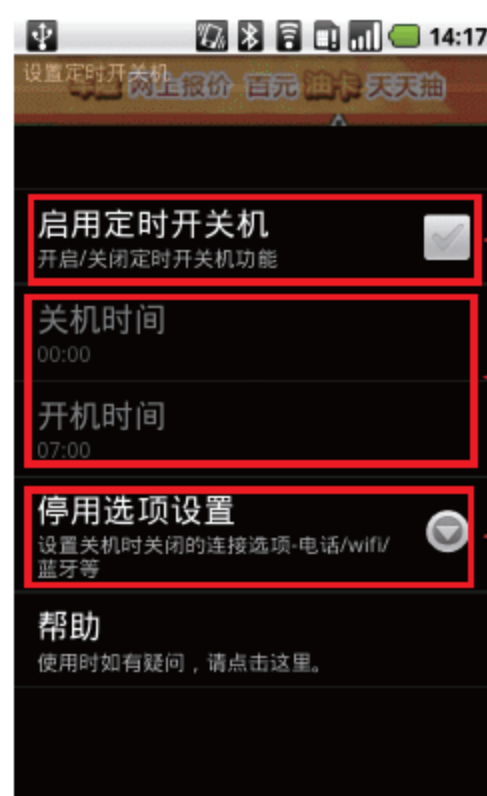 14:17
设置定时开关机
车险 网上报价 百元 油卡 天天抽
启用定时开关机
开启/关闭定时开关机功能
关机时间
00:00
开机时间
07:00
停用选项设置
设置关机时关闭的连接选项-电话/wifi/
蓝牙等
帮助
使用时如有疑问，请点击这里。